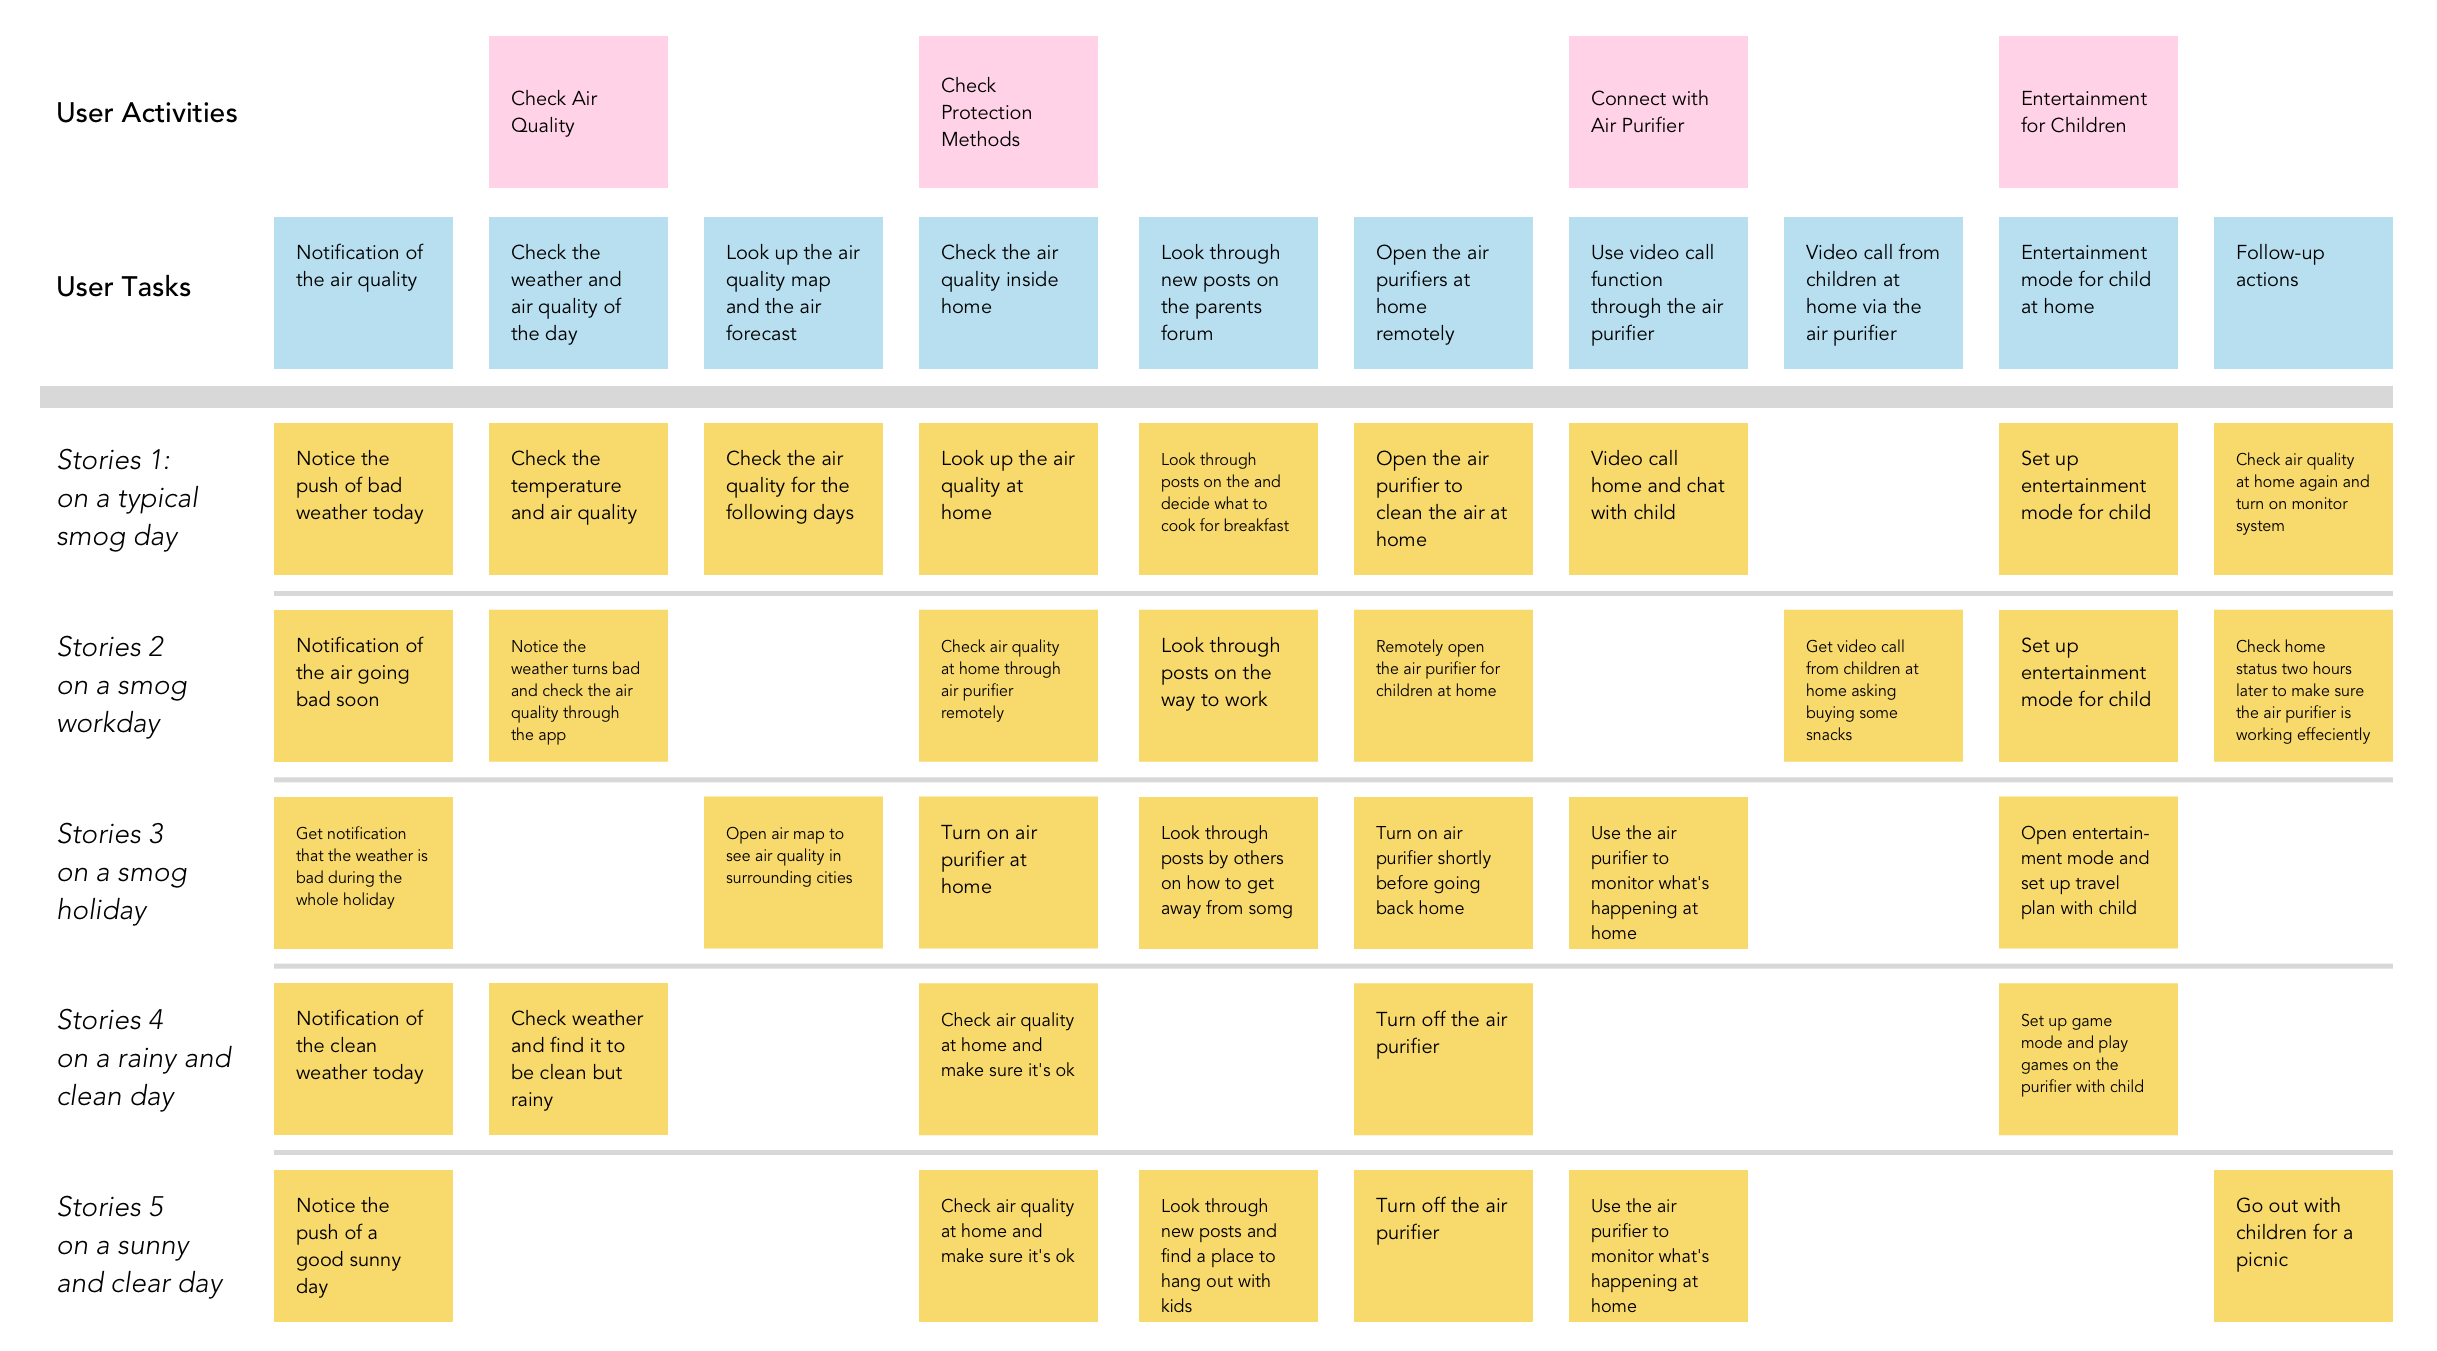 User Activities
Check Air
Quality
Check
Protection
Methods
Connect with
Air Purifier
Entertainment
for Children
User Tasks
Notification of
the air quality
Check the
weather and
air quality of
the day
Look up the air
quality map
and the air
forecast
Check the air
quality inside
home
Look through
new posts on
the parents
forum
Open the air
purifiers at
home
remotely
Use video call
function
through the air
purifier
Video call from
children at
home via the
air purifier
Entertainment
mode for child
at home
Follow-up
actions
Stories 1:
on a typical
smog day
Notice the
push of bad
weather today
Check the
temperature
and air quality
Check the air
quality for the
following days
Look up the air
quality at
home
Look through
posts on the and
decide what to
cook for breakfast
Open the air
purifier to
clean the air at
home
Video call
home and chat
with child
Set up
entertainment
mode for child
Check air quality
at home again and
turn on monitor
system
Stories 2
on a smog
workday
Notification of
the air going
bad soon
Notice the
weather turns bad
and check the air
quality through
the app
Check air quality
at home through
air purifier
remotely
Look through
posts on the
way to work
Remotely open
the air purifier for
children at home
Get video call
from children at
home asking
buying some
snacks
Set up
entertainment
mode for child
Check home
status two hours
later to make sure
the air purifier is
working effeciently
Stories 3
on a smog
holiday
Get notification
that the weather is
bad during the
whole holiday
Open air map to
see air quality in
surrounding cities
Turn on air
purifier at
home
Look through
posts by others
on how to get
away from somg
Turn on air
purifier shortly
before going
back home
Use the air
purifier to
monitor what's
happening at
home
Open entertain-
ment mode and
set up travel
plan with child
Stories 4
on a rainy and
clean day
Notification of
the clean
weather today
Check weather
and find it to
be clean but
rainy
Check air quality
at home and
make sure it's ok
Turn off the air
purifier
Set up game
mode and play
games on the
purifier with child
Stories 5
on a sunny
and clear day
Notice the
push of a
good sunny
day
Check air quality
at home and
make sure it's ok
Look through
new posts and
find a place to
hang out with
kids
Turn off the air
purifier
Use the air
purifier to
monitor what's
happening at
home
Go out with
children for a
picnic